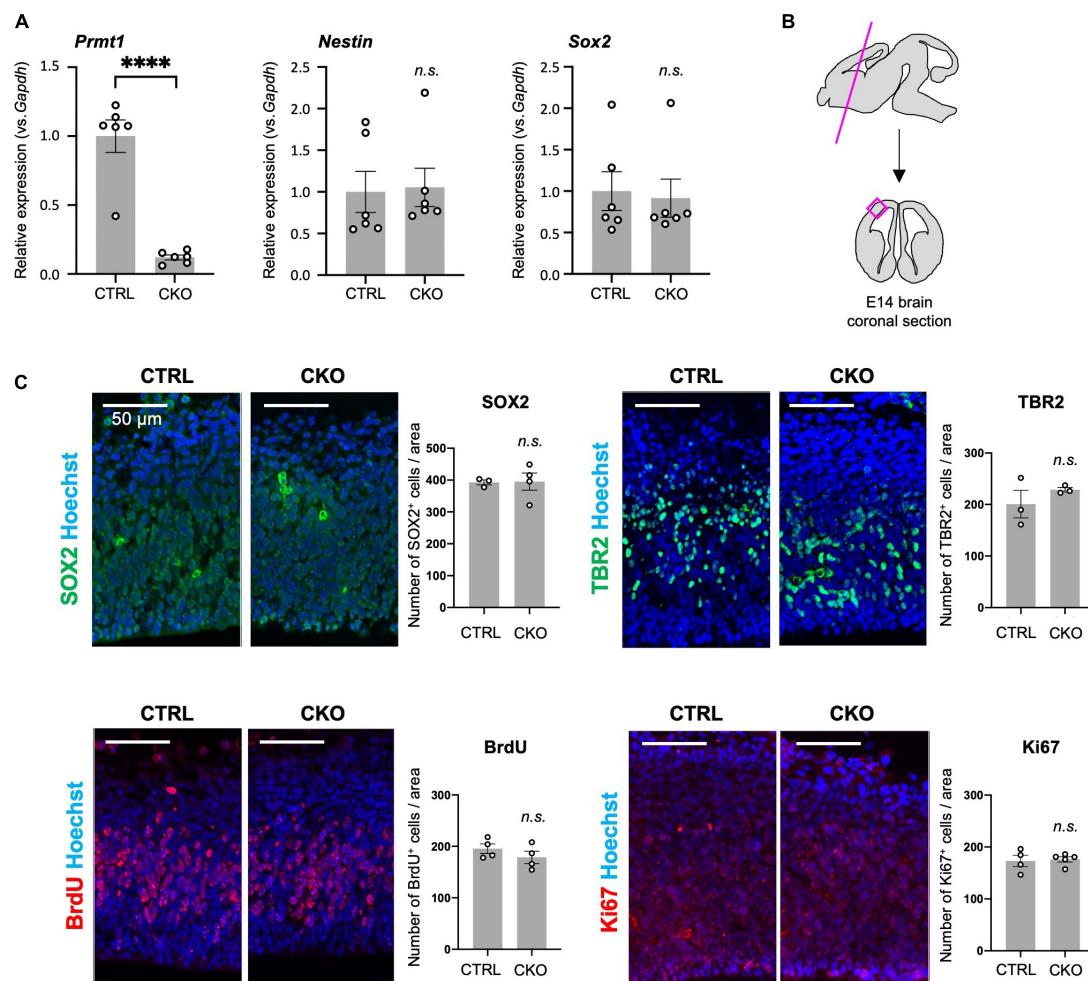 A
Prmt1
Nestin
Sox2
B
Relative expression (vs. Gapdh)
1.5
1.0
0.5
0.0
****
CTRL
CKO
Relative expression (vs. Gapdh)
2.5
2.0
1.5
1.0
0.5
0.0
n.s.
CTRL
CKO
Relative expression (vs. Gapdh)
2.5
2.0
1.5
1.0
0.5
0.0
n.s.
CTRL
CKO
E14 brain
coronal section
C
CTRL
CKO
50 µm
SOX2 Hoechst
SOX2
Number of SOX2+ cells / area
500
400
300
200
100
0
n.s.
CTRL
CKO
CTRL
CKO
TBR2 Hoechst
TBR2
Number of TBR2+ cells / area
300
200
100
0
n.s.
CTRL
CKO
CTRL
CKO
BrdU Hoechst
BrdU
Number of BrdU+ cells / area
300
200
100
0
n.s.
CTRL
CKO
CTRL
CKO
Ki67 Hoechst
Ki67
Number of Ki67+ cells / area
300
200
100
0
n.s.
CTRL
CKO